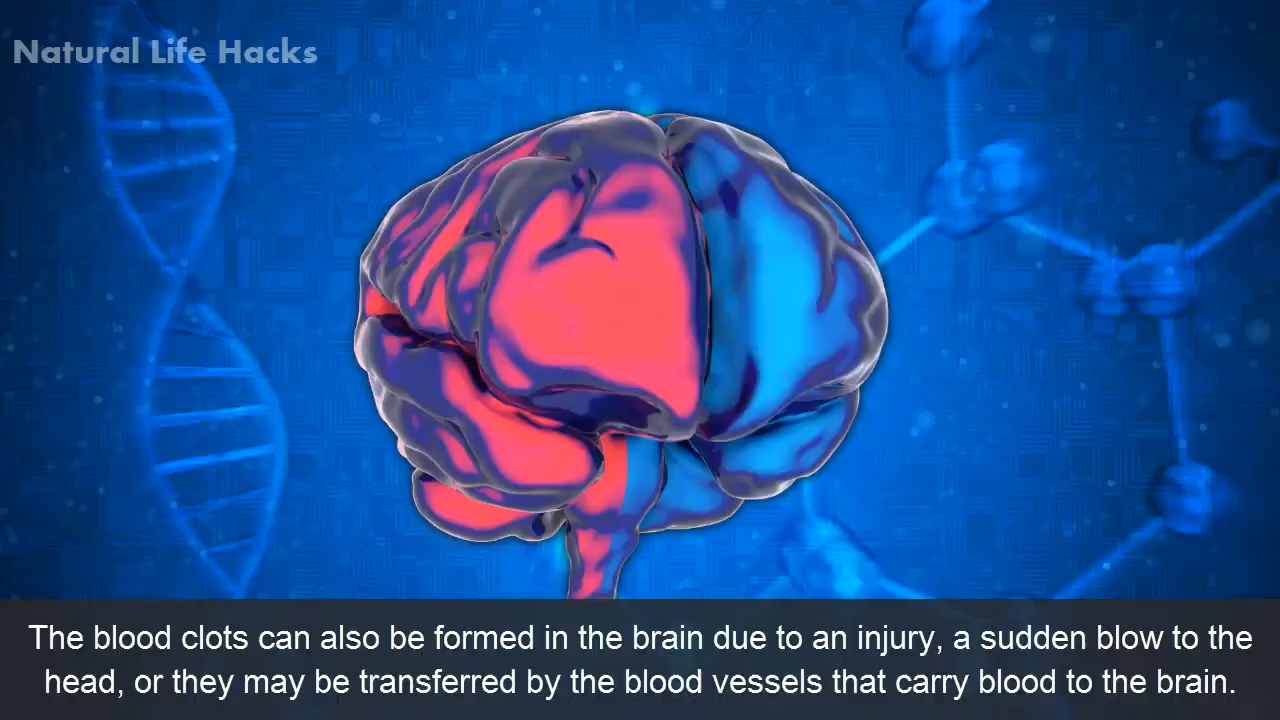 Natural Life Hacks
The blood clots can also be formed in the brain due to an injury, a sudden blow to the
head, or they may be transferred by the blood vessels that carry blood to the brain.